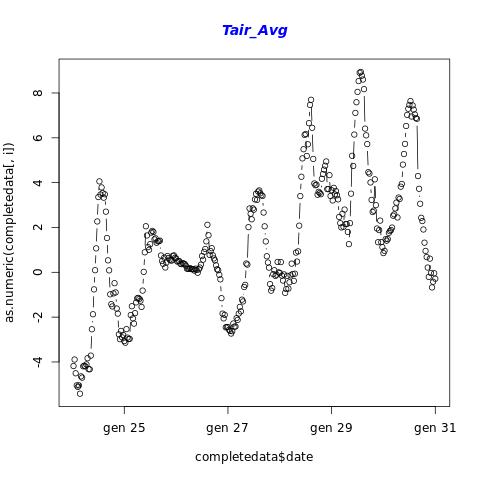 Tair_Avg
as.numeric(completedata[, i])
8
6
4
2
0
-2
-4
gen 25
gen 27
gen 29
gen 31
completedata$date